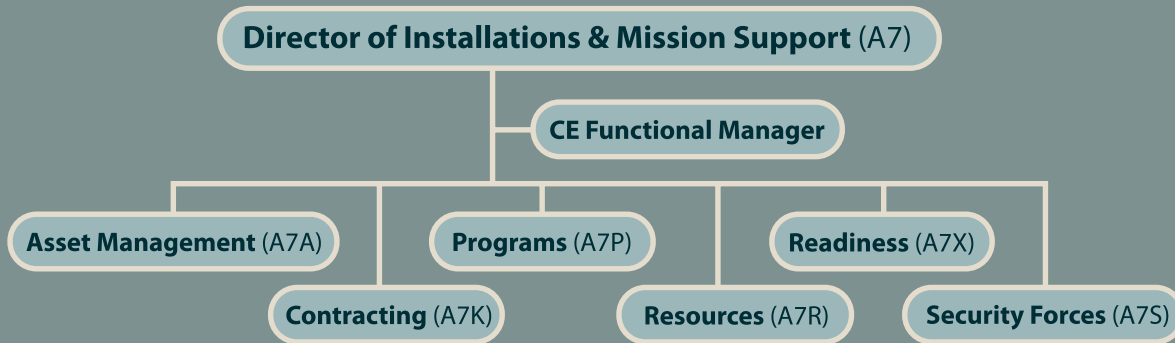 Director of Installations & Mission Support (A7)
CE Functional Manager
Asset Management (A7A)
Programs (A7P)
Readiness (A7X)
Contracting (A7K)
Resources (A7R)
Security Forces (A7S)